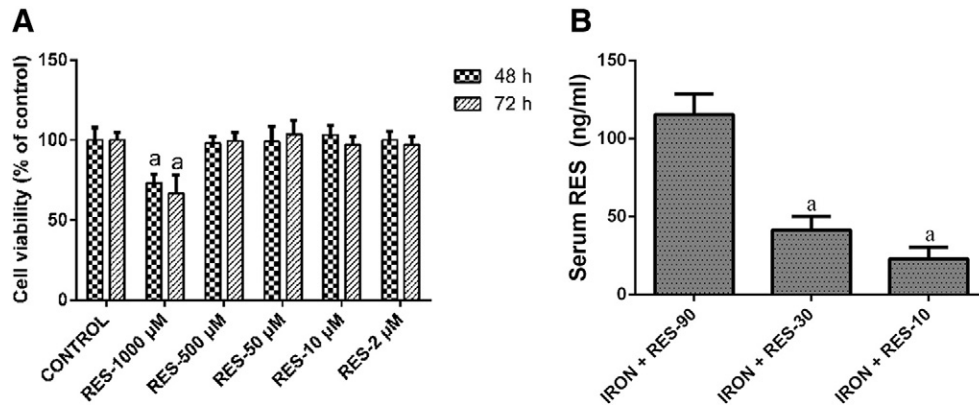 A
Cell viability (% of control)
150
100
50
0
a
a
48 h
72 h
CONTROL
RES-1000 µM
RES-500 µM
RES-50 µM
RES-10 µM
RES-2 µM
B
Serum RES (ng/ml)
150
100
50
0
a
a
IRON + RES-90
IRON + RES-30
IRON + RES-10